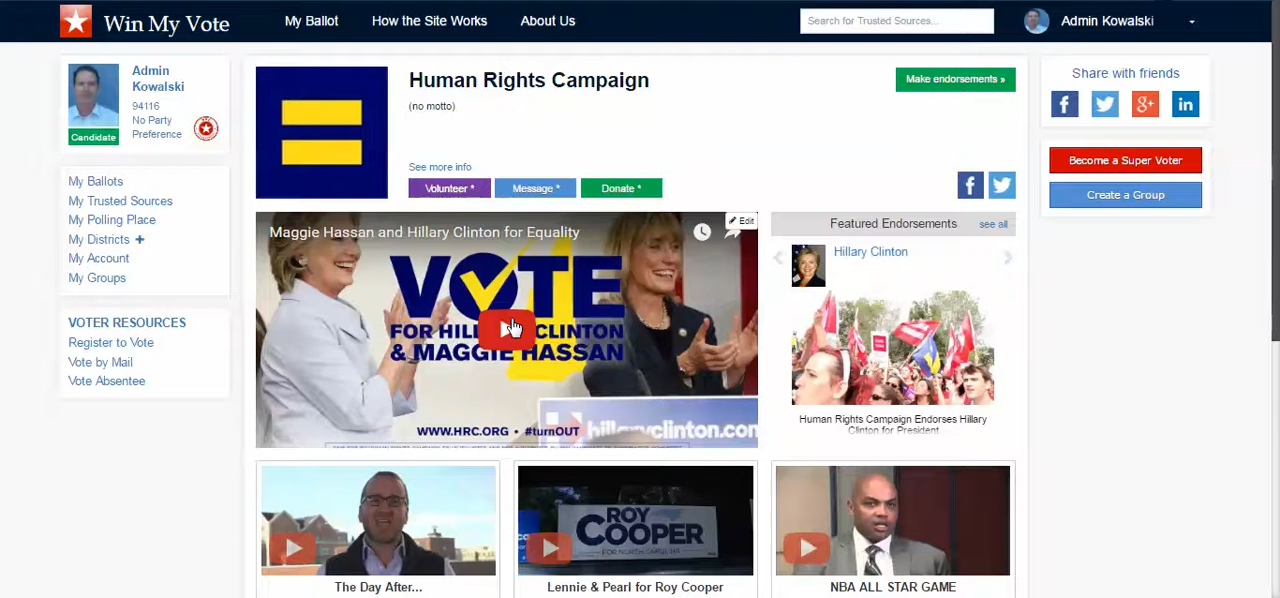 Win My Vote
My Ballot
How the Site Works
About Us
Search for Trusted Sources...
Admin Kowalski
Admin
Kowalski
94116
No Party
Preference
Candidate
My Ballots
My Trusted Sources
My Polling Place
My Districts +
My Account
My Groups
VOTER RESOURCES
Register to Vote
Vote by Mail
Vote Absentee
Human Rights Campaign
(no motto)
Make endorsements »
See more info
Volunteer *
Message *
Donate *
Maggie Hassan and Hillary Clinton for Equality
Edit
VOTE
FOR HILLARY CLINTON
& MAGGIE HASSAN
WWW.HRC.ORG • #turnOUT
hillaryclinton.com
Featured Endorsements
see all
Hillary Clinton
Human Rights Campaign Endorses Hillary
Clinton for President
The Day After...
ROY
COOPER
FOR NORTH CAROLINA
Lennie & Pearl for Roy Cooper
NBA ALL STAR GAME
Share with friends
Become a Super Voter
Create a Group